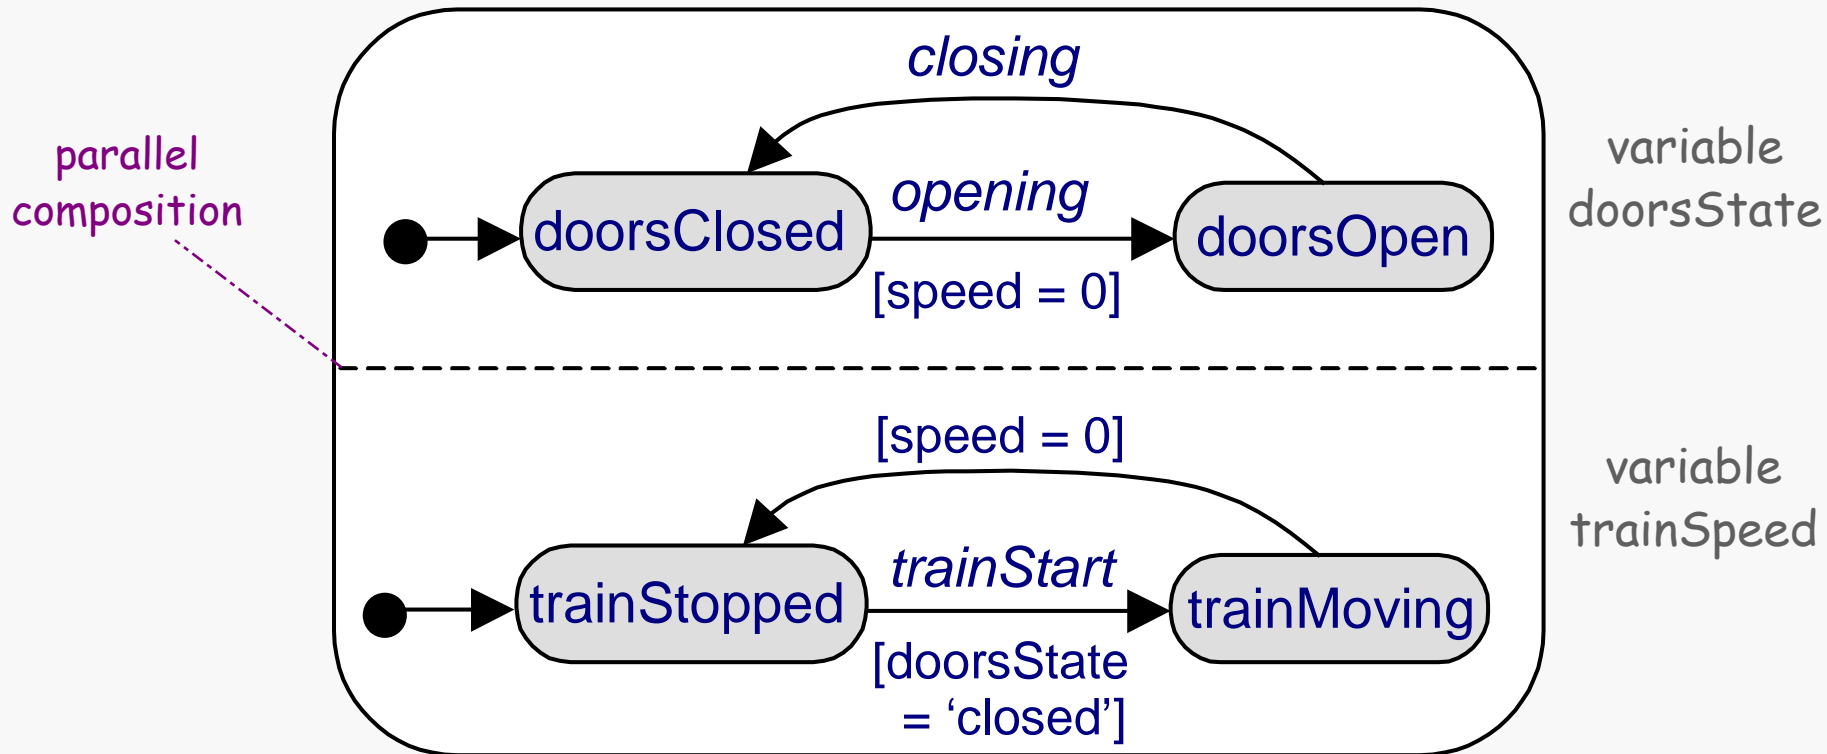 closing
parallel
composition
variable
doorsState
opening
doorsClosed
doorsOpen
[speed = 0]
[speed = 0]
variable
trainSpeed
trainStart
trainStopped
trainMoving
[doorsState
= ‘closed’]